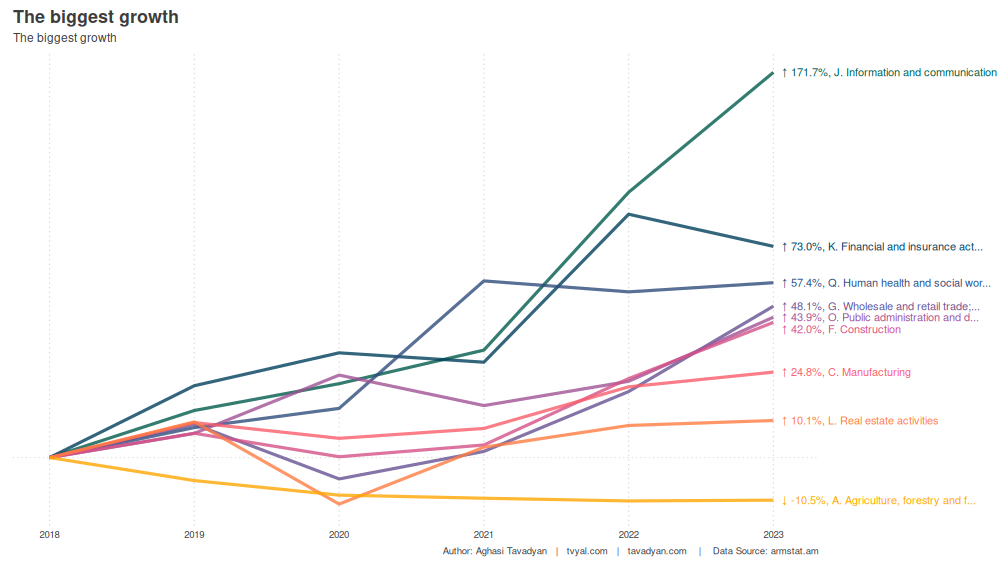 The biggest growth
The biggest growth
↑ 171.7%, J. Information and communication
↑ 73.0%, K. Financial and insurance act...
↑ 57.4%, Q. Human health and social wor...
↑ 48.1%, G. Wholesale and retail trade;...
↑ 43.9%, O. Public administration and d...
↑ 42.0%, F. Construction
↑ 24.8%, C. Manufacturing
↑ 10.1%, L. Real estate activities
↓ -10.5%, A. Agriculture, forestry and f...
2018 2019 2020 2021 2022 2023
Author: Aghasi Tavadyan | tvyal.com | tavadyan.com | Data Source: armstat.am